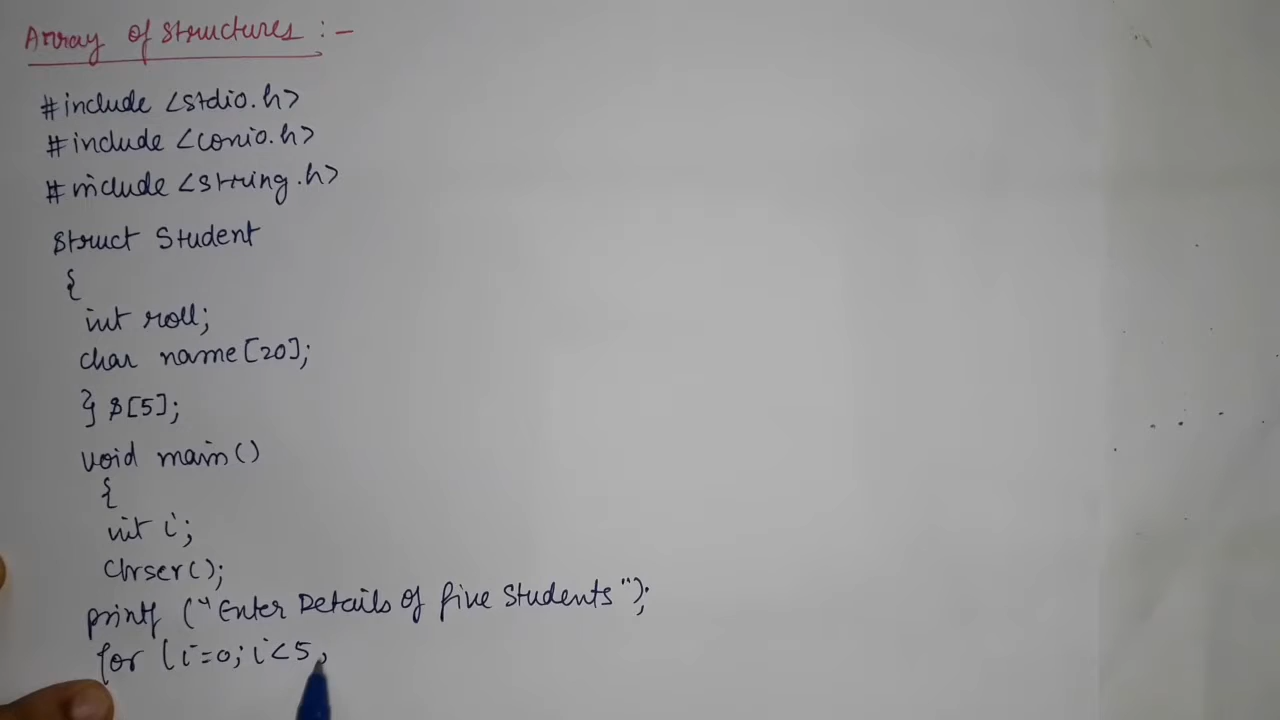 Array of Structures :-
#include <stdio.h>
#include <conio.h>
#include <string.h>
Struct Student
{
int roll;
char name[20];
} S[5];
void main()
{
int i;
clrscr();
printf ("Enter Details of five Students");
for (i=0; i<5;